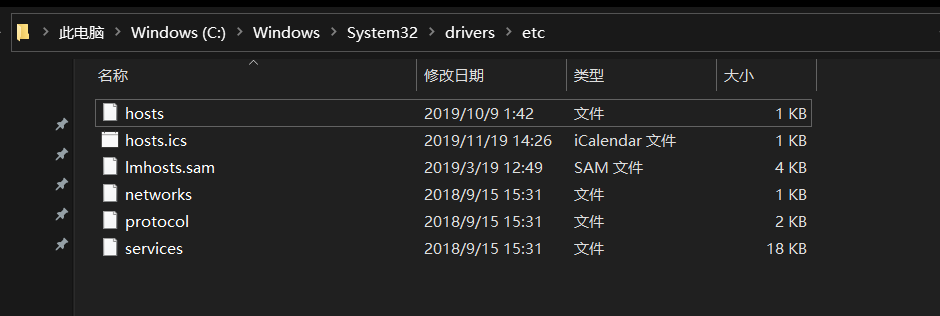 此电脑 Windows (C:) Windows System32 drivers etc
名称 修改日期 类型 大小
hosts 2019/10/9 1:42 文件 1 KB
hosts.ics 2019/11/19 14:26 iCalendar 文件 1 KB
lmhosts.sam 2019/3/19 12:49 SAM 文件 4 KB
networks 2018/9/15 15:31 文件 1 KB
protocol 2018/9/15 15:31 文件 2 KB
services 2018/9/15 15:31 文件 18 KB